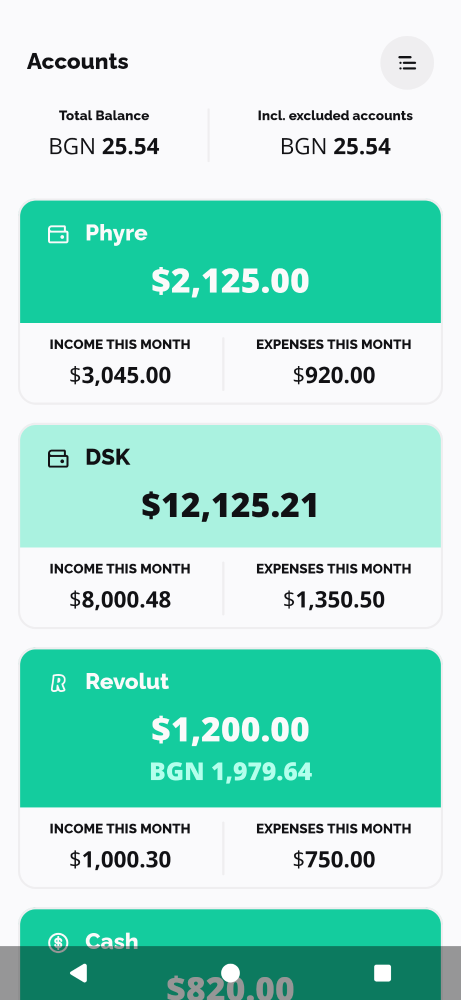 Accounts
Total Balance
BGN 25.54
Incl. excluded accounts
BGN 25.54
Phyre
$2,125.00
INCOME THIS MONTH
$3,045.00
EXPENSES THIS MONTH
$920.00
DSK
$12,125.21
INCOME THIS MONTH
$8,000.48
EXPENSES THIS MONTH
$1,350.50
Revolut
$1,200.00
BGN 1,979.64
INCOME THIS MONTH
$1,000.30
EXPENSES THIS MONTH
$750.00
Cash
$820.00